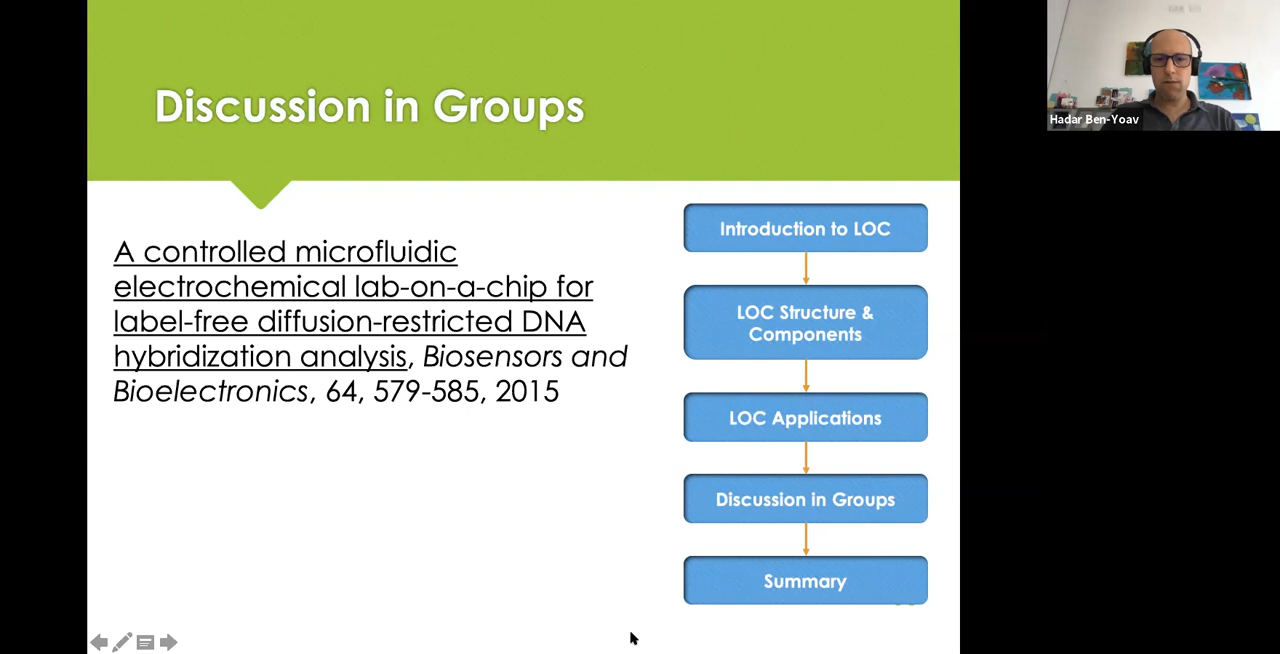 Discussion in Groups
A controlled microfluidic
electrochemical lab-on-a-chip for
label-free diffusion-restricted DNA
hybridization analysis, Biosensors and
Bioelectronics, 64, 579-585, 2015
Introduction to LOC
LOC Structure &
Components
LOC Applications
Discussion in Groups
Summary
Hadar Ben-Yoav